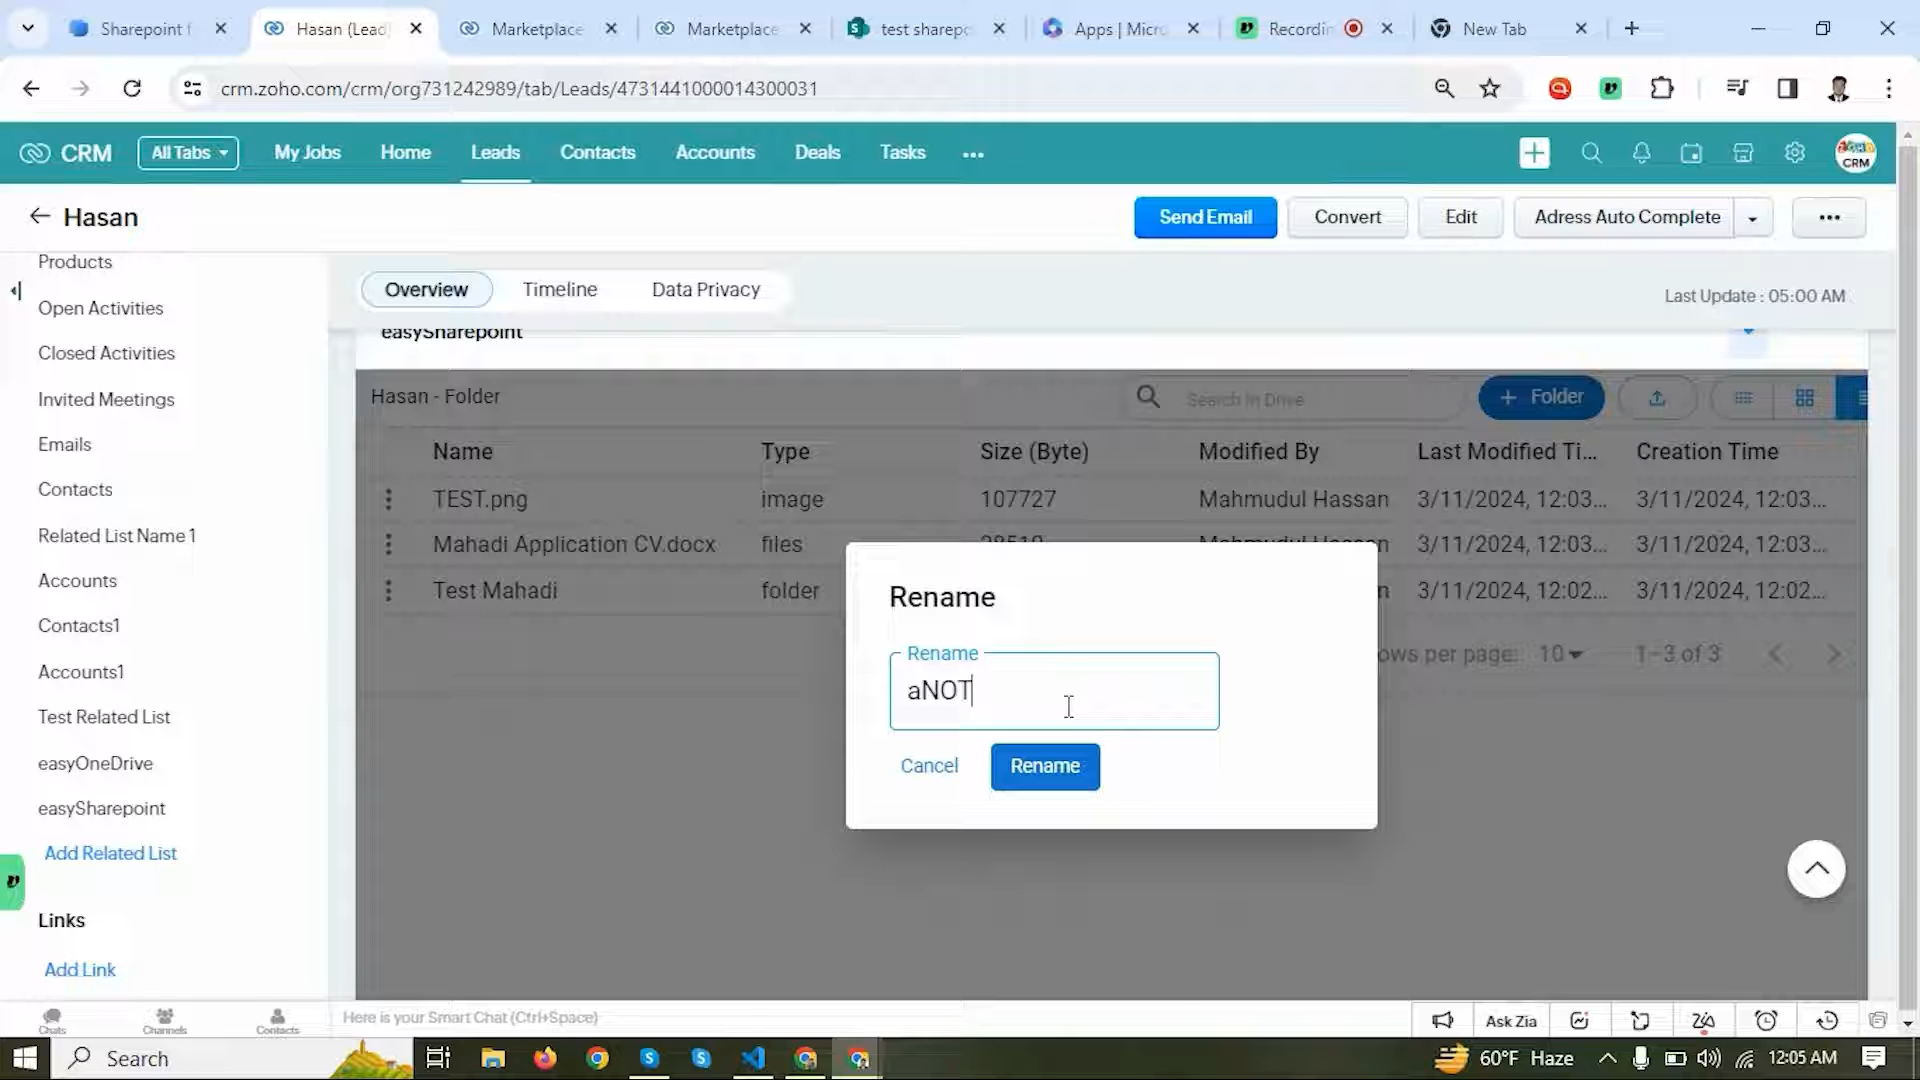 Sharepoint f
Hasan (Lead
Marketplace
Marketplace
test sharepo
Apps | Micro
Recordin
New Tab
crm.zoho.com/crm/org731242989/tab/Leads/4731441000014300031
CRM
All Tabs
My Jobs
Home
Leads
Contacts
Accounts
Deals
Tasks
CRM
Hasan
Send Email
Convert
Edit
Adress Auto Complete
Products
Open Activities
Closed Activities
Invited Meetings
Emails
Contacts
Related List Name 1
Accounts
Contacts1
Accounts1
Test Related List
easyOneDrive
easySharepoint
Add Related List
Links
Add Link
Overview
Timeline
Data Privacy
Last Update : 05:00 AM
easySharepoint
Hasan - Folder
Search in Drive
+ Folder
Name Type Size (Byte) Modified By Last Modified Ti... Creation Time
TEST.png image 107727 Mahmudul Hassan 3/11/2024, 12:03... 3/11/2024, 12:03...
Mahadi Application CV.docx files Mahmudul Hassan 3/11/2024, 12:03... 3/11/2024, 12:03...
Test Mahadi folder n 3/11/2024, 12:02... 3/11/2024, 12:02...
ows per page: 10 1–3 of 3
Rename
Rename
aNOT
Cancel
Rename
Chats
Channels
Contacts
Here is your Smart Chat (Ctrl+Space)
Ask Zia
Search
60°F Haze
12:05 AM